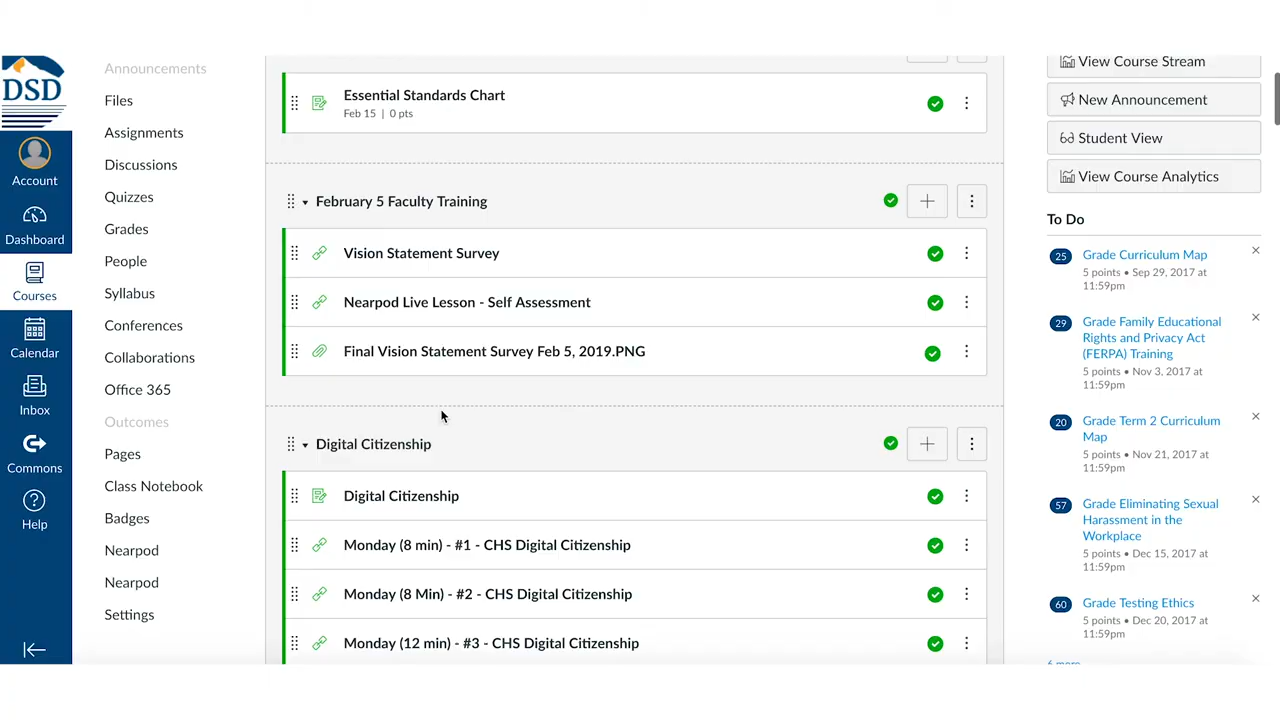 DSD
Account
Dashboard
Courses
Calendar
Inbox
Commons
Help
Announcements
Files
Assignments
Discussions
Quizzes
Grades
People
Syllabus
Conferences
Collaborations
Office 365
Outcomes
Pages
Class Notebook
Badges
Nearpod
Nearpod
Settings
Essential Standards Chart
Feb 15 | 0 pts
February 5 Faculty Training
Vision Statement Survey
Nearpod Live Lesson - Self Assessment
Final Vision Statement Survey Feb 5, 2019.PNG
Digital Citizenship
Digital Citizenship
Monday (8 min) - #1 - CHS Digital Citizenship
Monday (8 Min) - #2 - CHS Digital Citizenship
Monday (12 min) - #3 - CHS Digital Citizenship
View Course Stream
New Announcement
Student View
View Course Analytics
To Do
25 Grade Curriculum Map
5 points • Sep 29, 2017 at
11:59pm
29 Grade Family Educational
Rights and Privacy Act
(FERPA) Training
5 points • Nov 3, 2017 at
11:59pm
20 Grade Term 2 Curriculum
Map
5 points • Nov 21, 2017 at
11:59pm
57 Grade Eliminating Sexual
Harassment in the
Workplace
5 points • Dec 15, 2017 at
11:59pm
60 Grade Testing Ethics
5 points • Dec 20, 2017 at
11:59pm
6 more